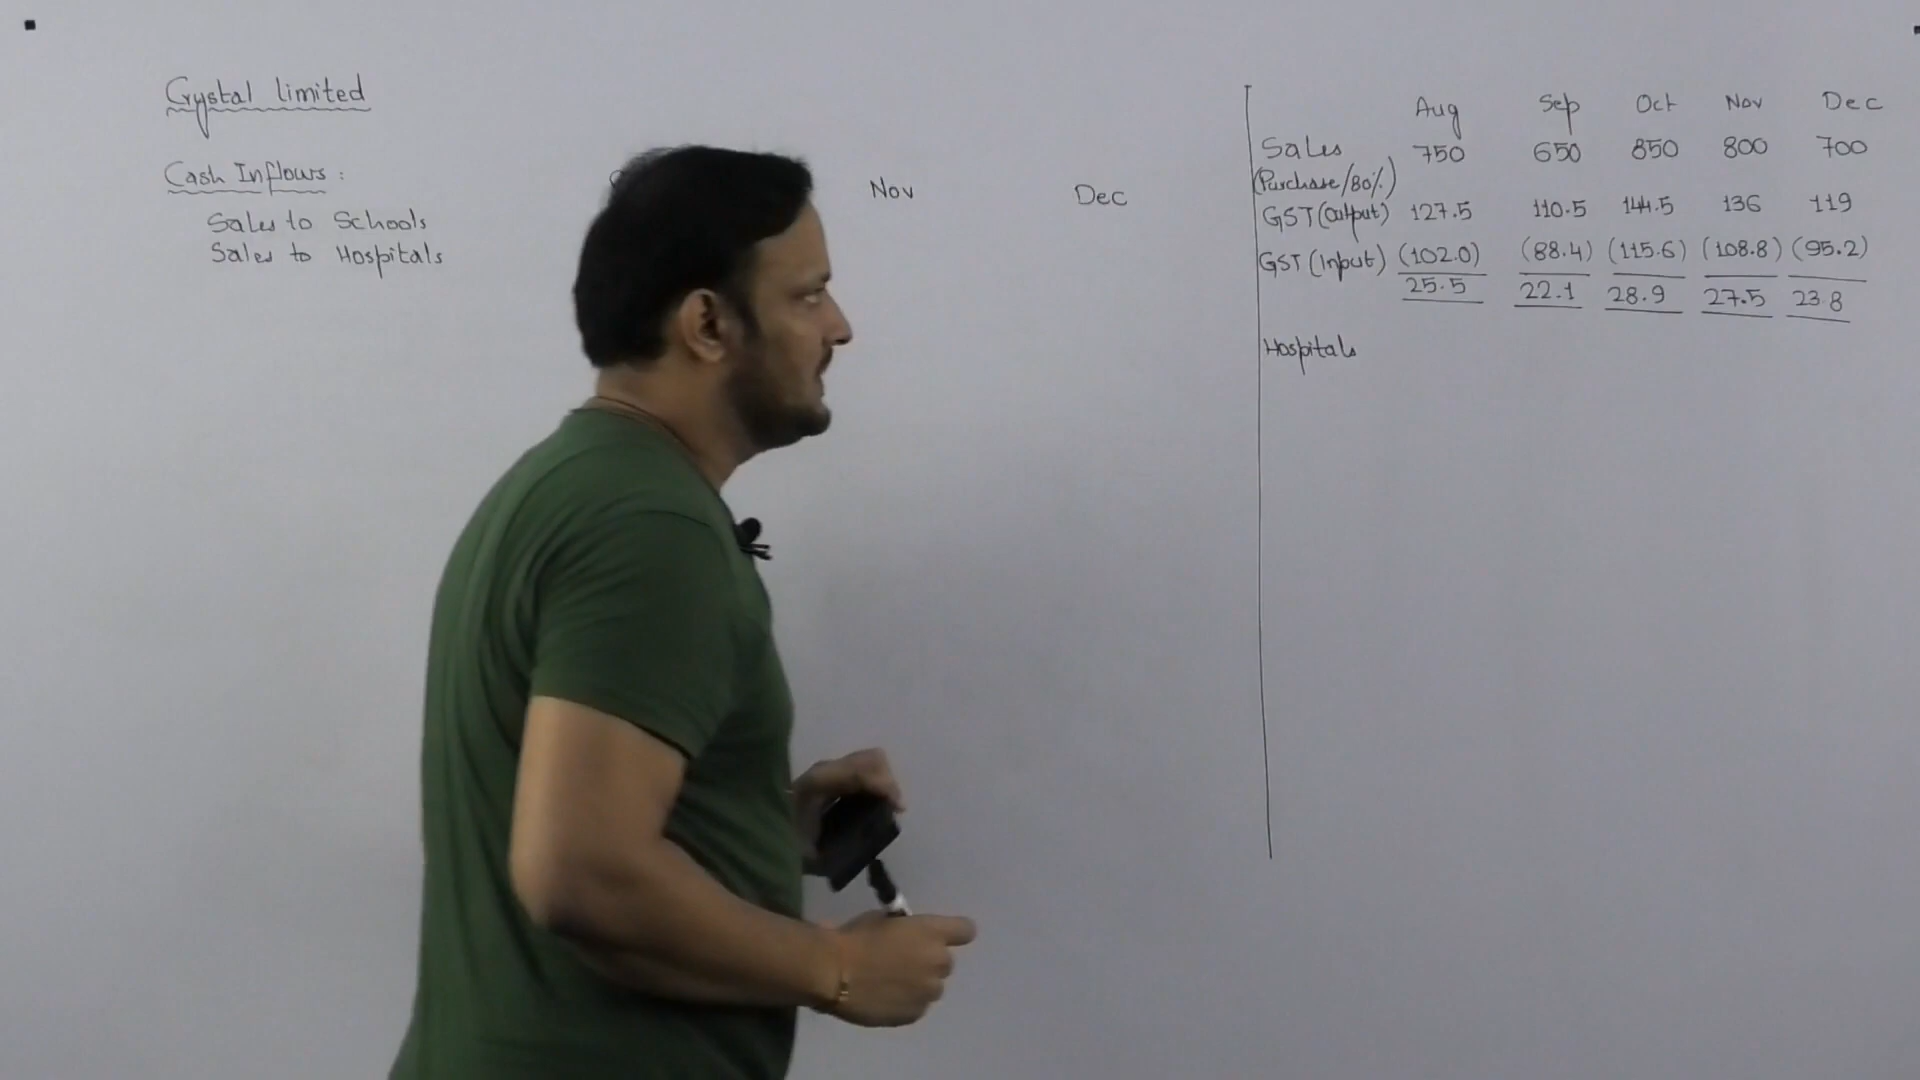 Crystal limited
Cash Inflows :
Nov Dec
Sales to Schools
Sales to Hospitals
Aug Sep Oct Nov Dec
Sales 750 650 850 800 700
(Purchase/80%)
GST (Output) 127.5 110.5 144.5 136 119
GST (Input) (102.0) (88.4) (115.6) (108.8) (95.2)
25.5 22.1 28.9 27.5 23.8
Hospitals